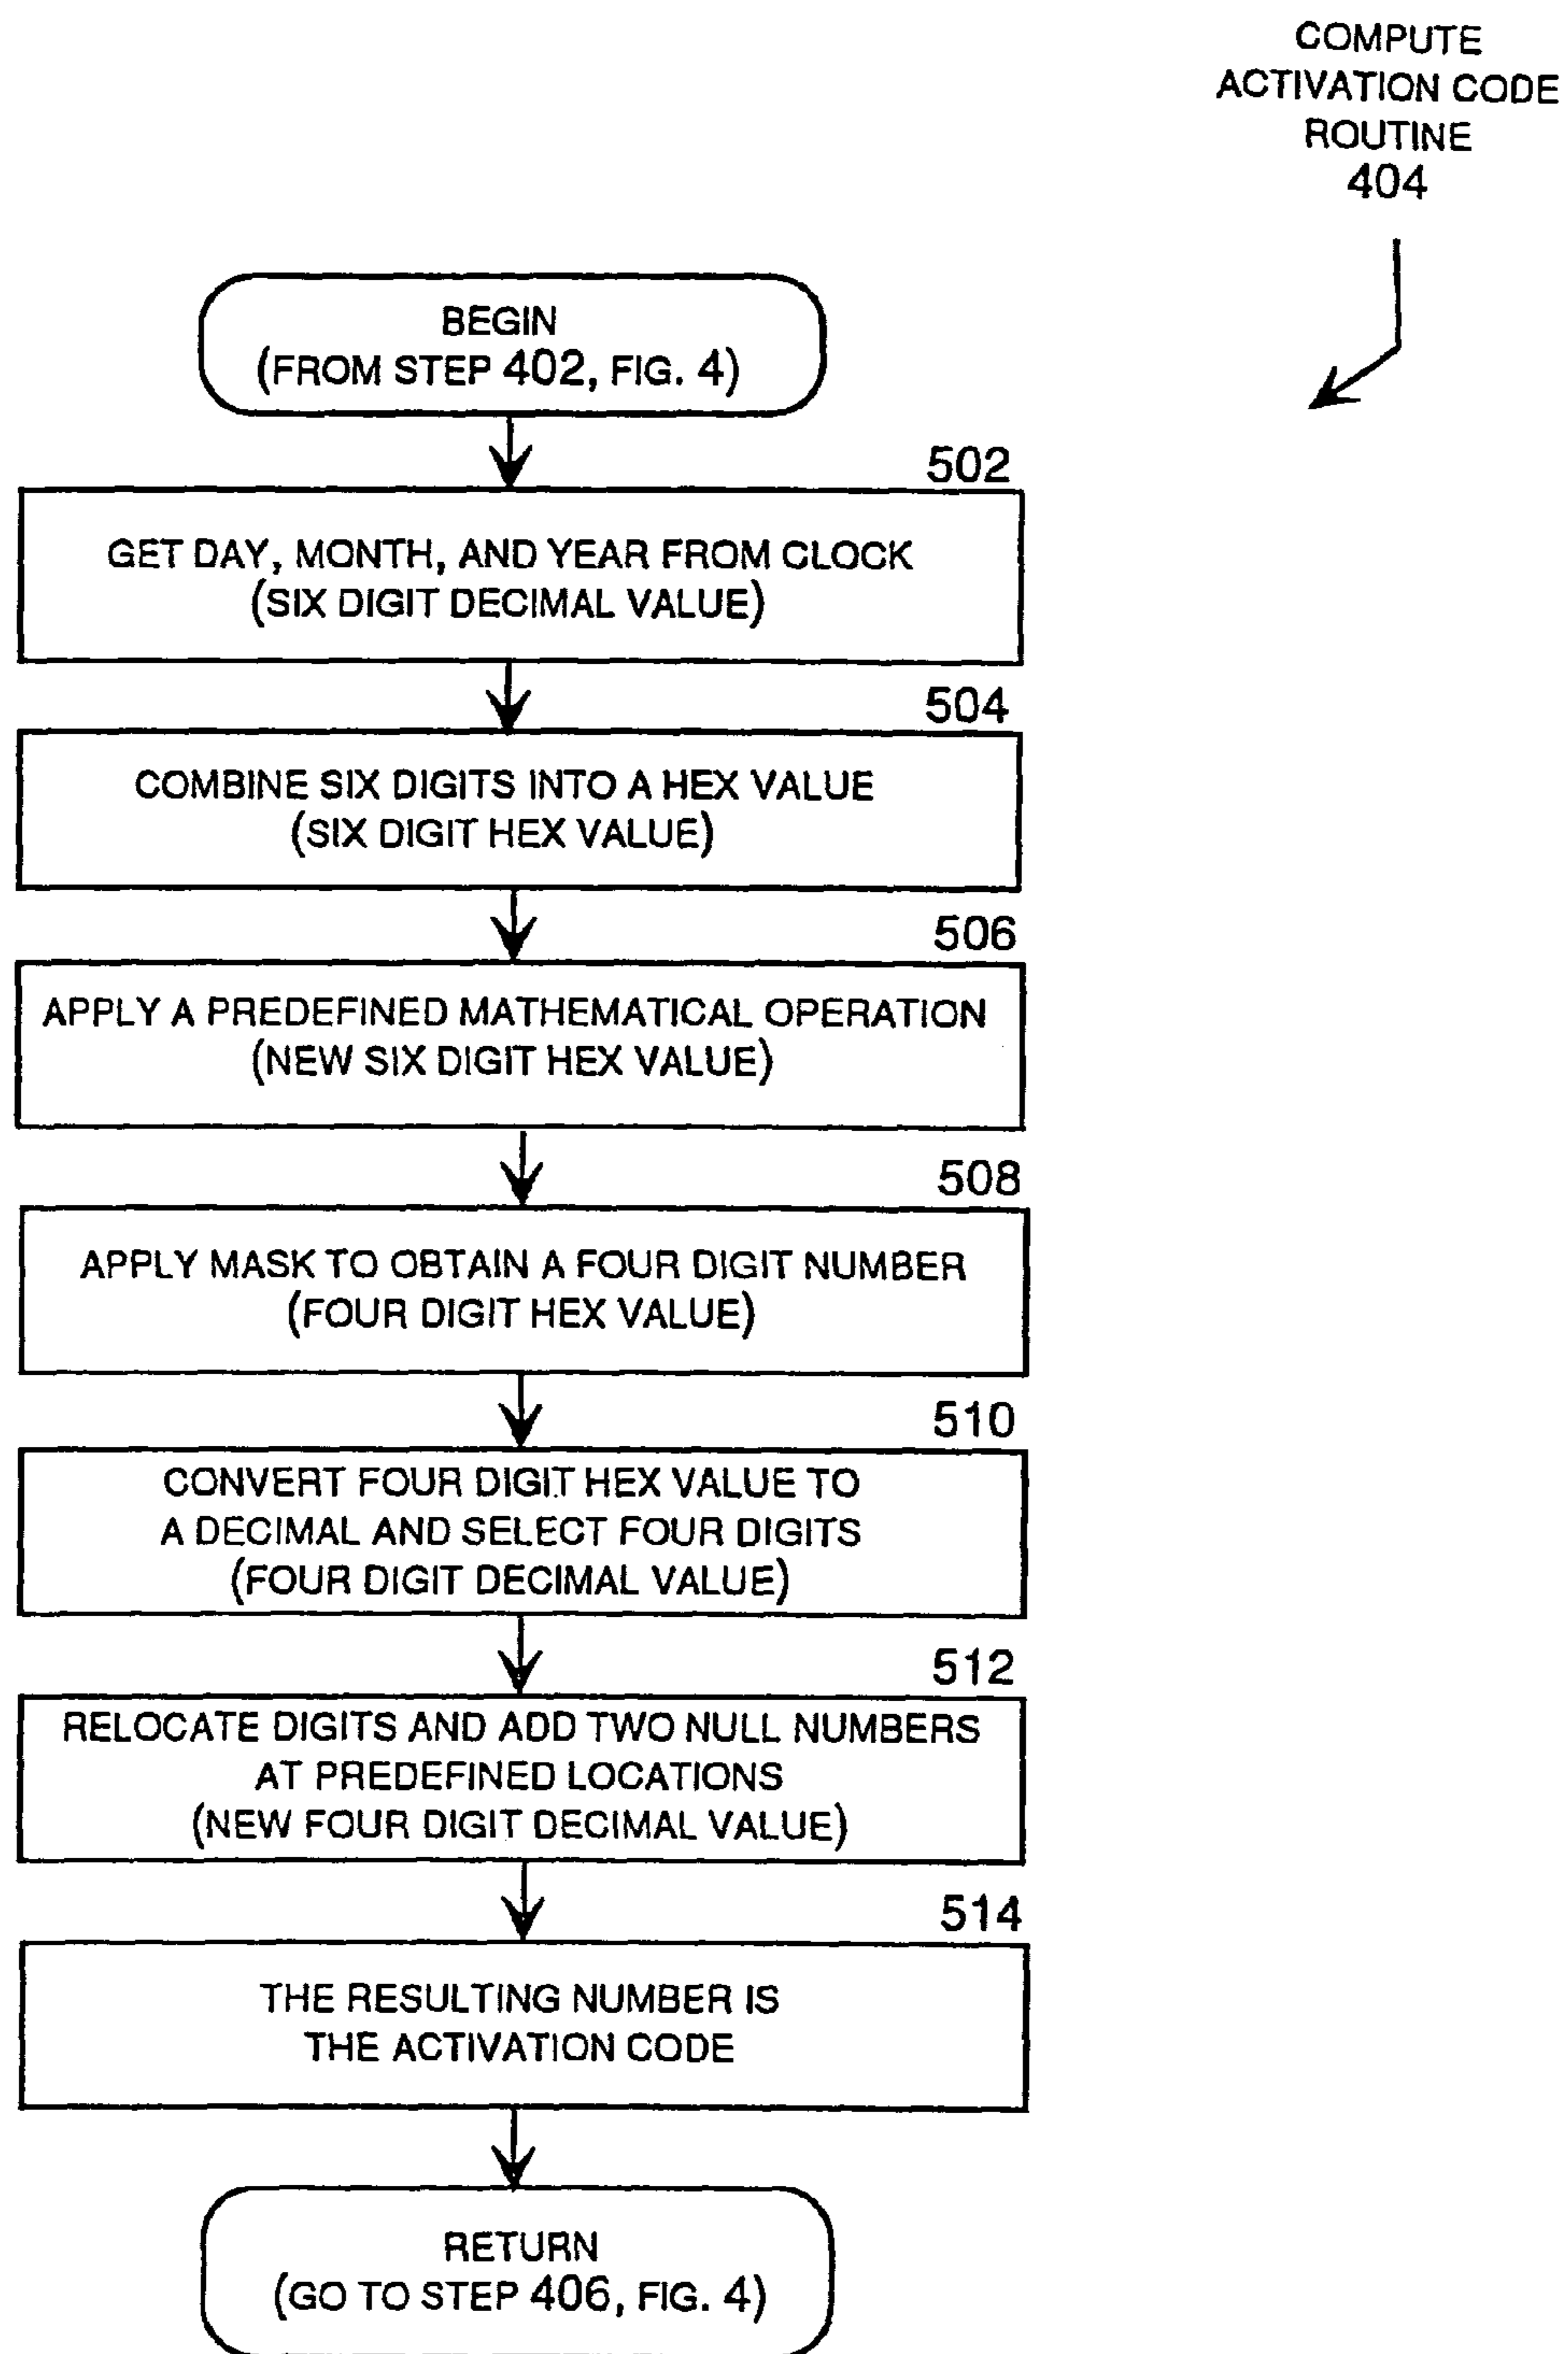 COMPUTE
ACTIVATION CODE
ROUTINE
404
BEGIN
(FROM STEP 402, FIG. 4)
502
GET DAY, MONTH, AND YEAR FROM CLOCK
(SIX DIGIT DECIMAL VALUE)
504
COMBINE SIX DIGITS INTO A HEX VALUE
(SIX DIGIT HEX VALUE)
506
APPLY A PREDEFINED MATHEMATICAL OPERATION
(NEW SIX DIGIT HEX VALUE)
508
APPLY MASK TO OBTAIN A FOUR DIGIT NUMBER
(FOUR DIGIT HEX VALUE)
510
CONVERT FOUR DIGIT HEX VALUE TO
A DECIMAL AND SELECT FOUR DIGITS
(FOUR DIGIT DECIMAL VALUE)
512
RELOCATE DIGITS AND ADD TWO NULL NUMBERS
AT PREDEFINED LOCATIONS
(NEW FOUR DIGIT DECIMAL VALUE)
514
THE RESULTING NUMBER IS
THE ACTIVATION CODE
RETURN
(GO TO STEP 406, FIG. 4)